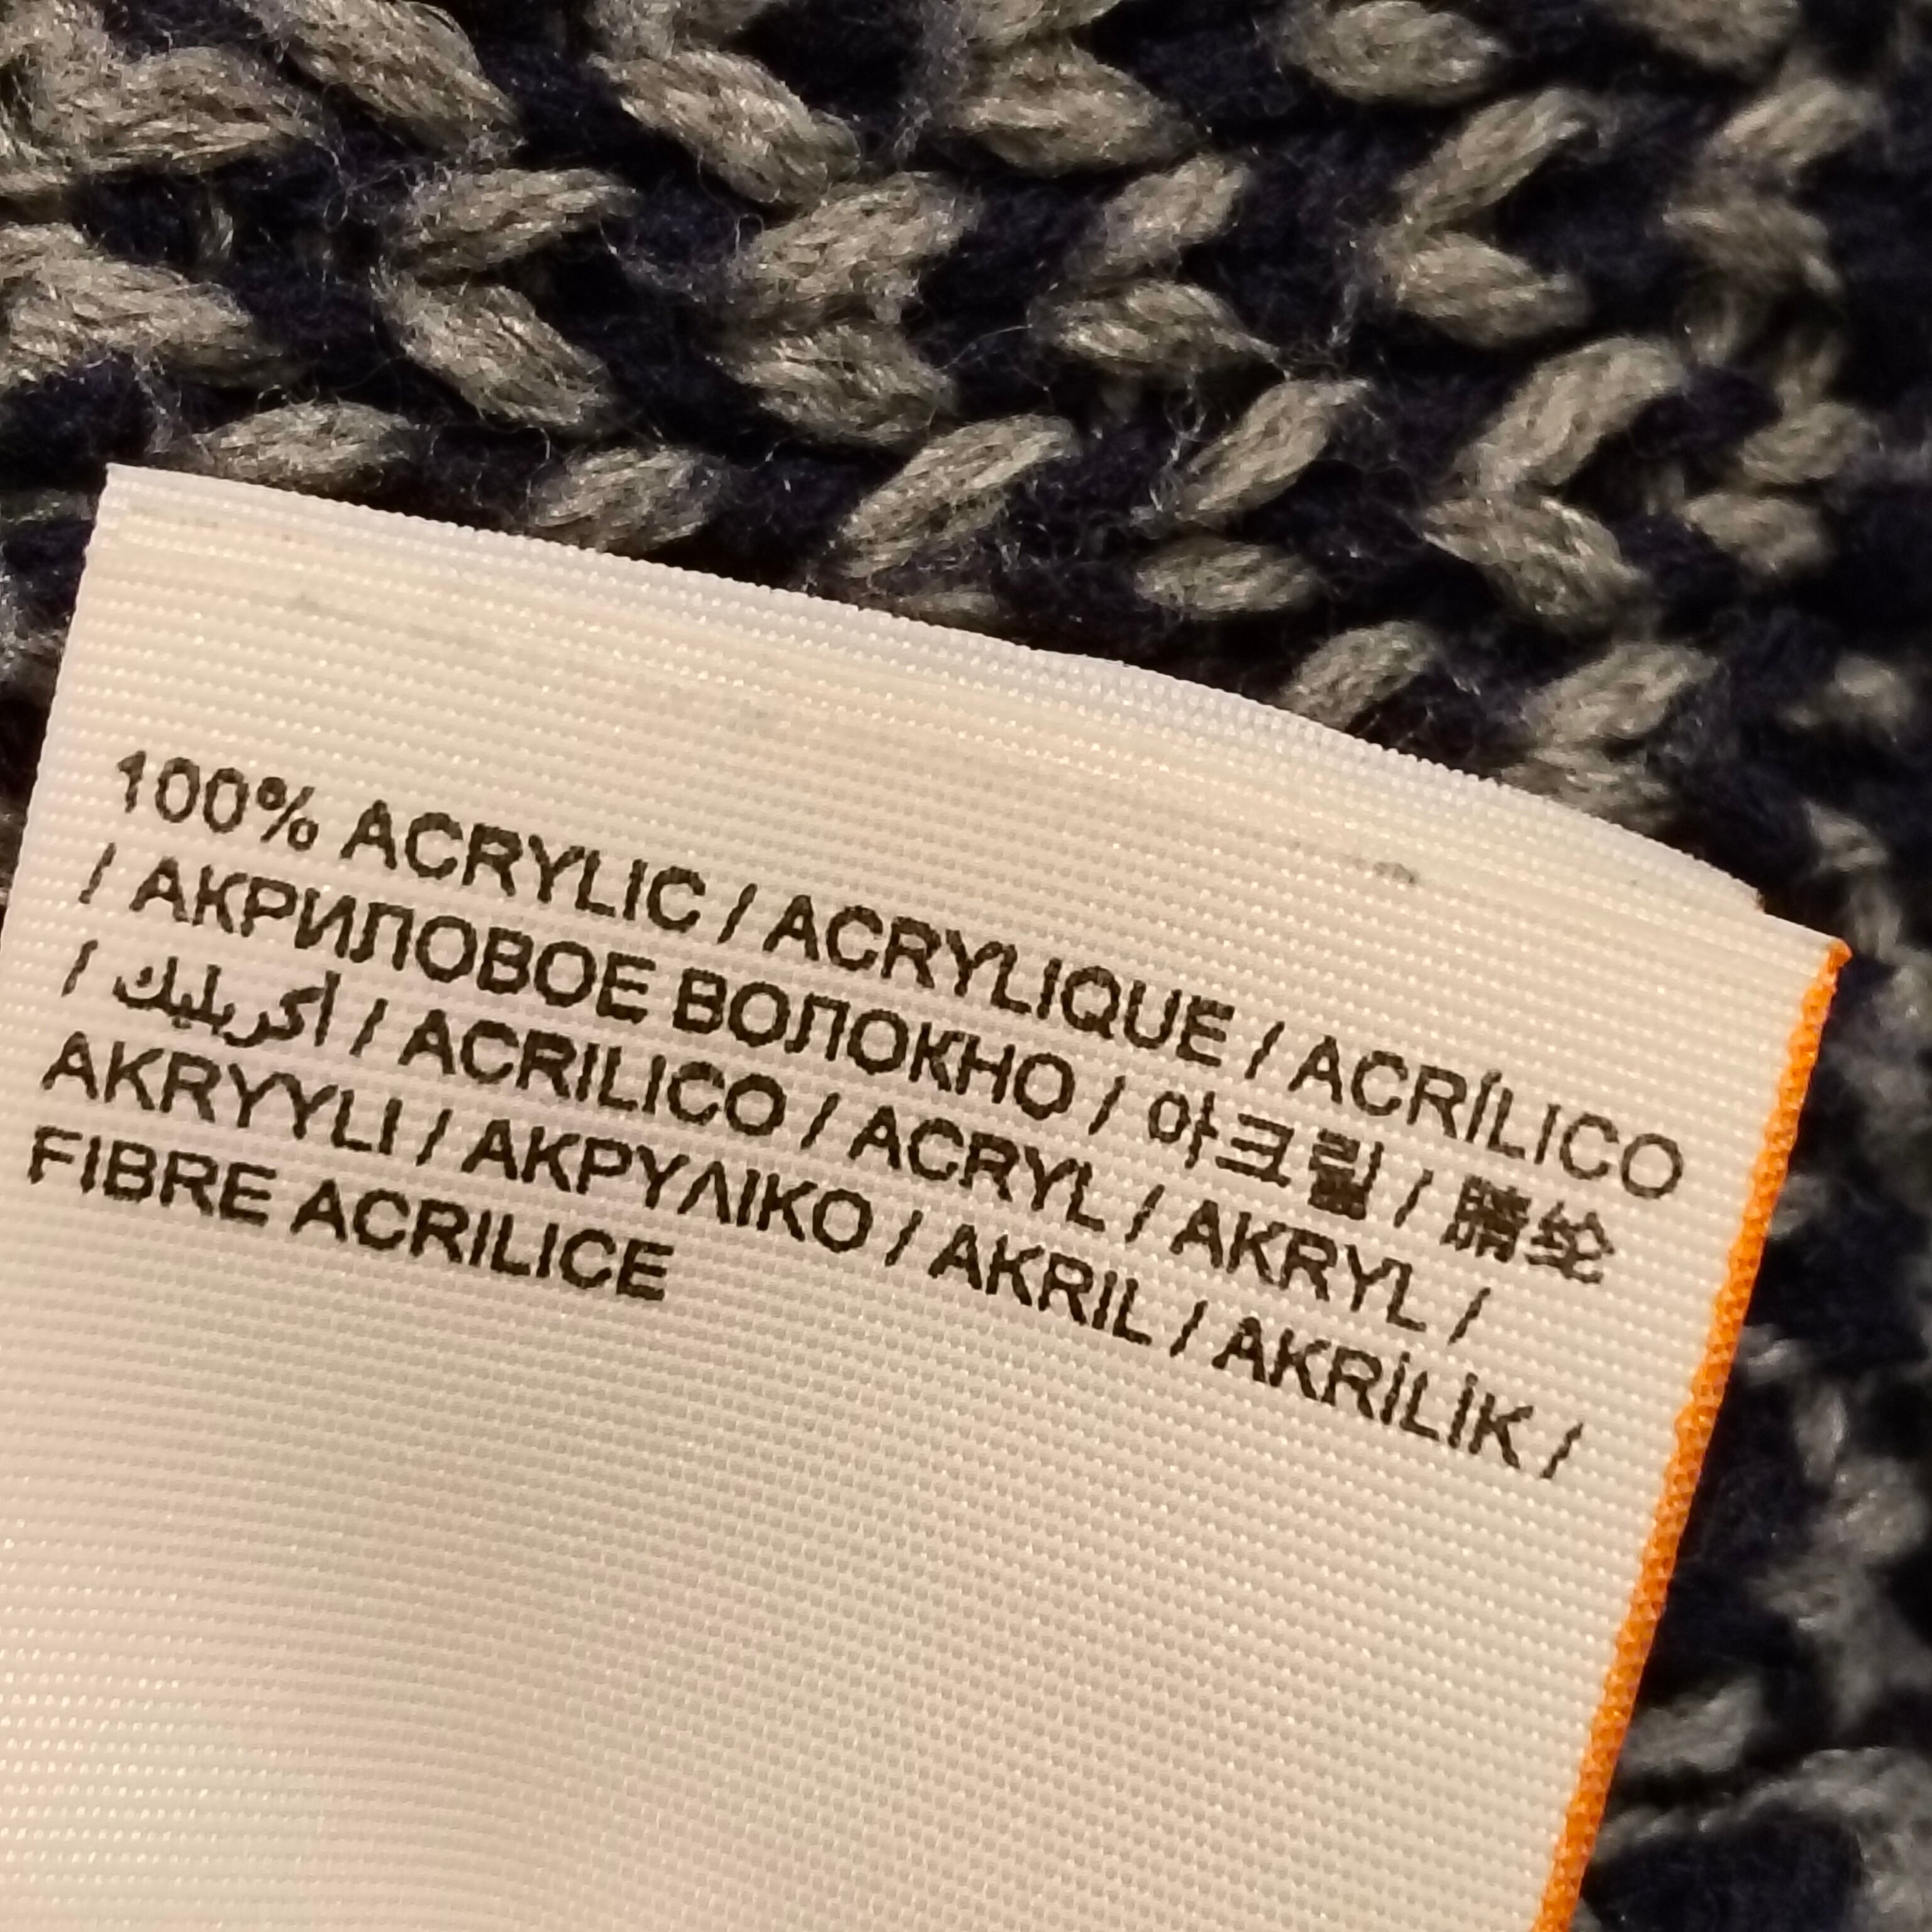 100% ACRYLIC / ACRYLIQUE / ACRÍLICO
/ АКРИЛОВОЕ ВОЛОКНО / 아크릴 / 腈纶
/ أكريليك / ACRILICO / ACRYL / AKRYL /
AKRYYLI / ΑΚΡΥΛΙΚΟ / AKRIL / AKRİLİK /
FIBRE ACRILICE